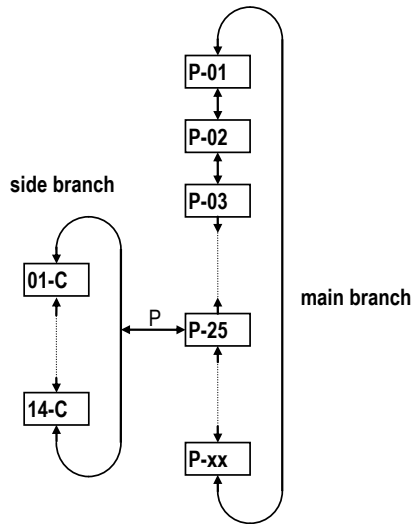 P-01
P-02
P-03
side branch
01-C
main branch
P
P-25
14-C
P-xx